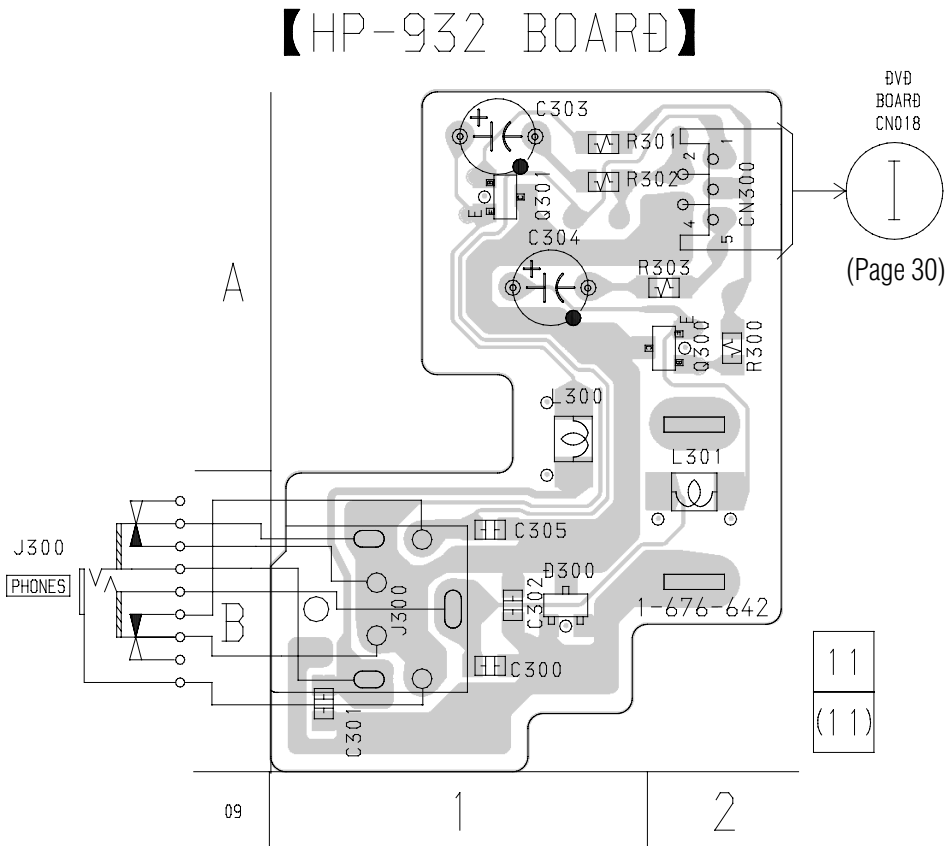 【HP-932 BOARD】
DVD
BOARD
CN018
I
(Page 30)
C303
R301
R302
2
1
CN300
4
5
E
Q301
C304
R303
A
E
Q300
R300
L300
L301
J300
PHONES
C305
D300
C302
J300
B
1-676-642
C300
C301
11
(11)
09
1
2